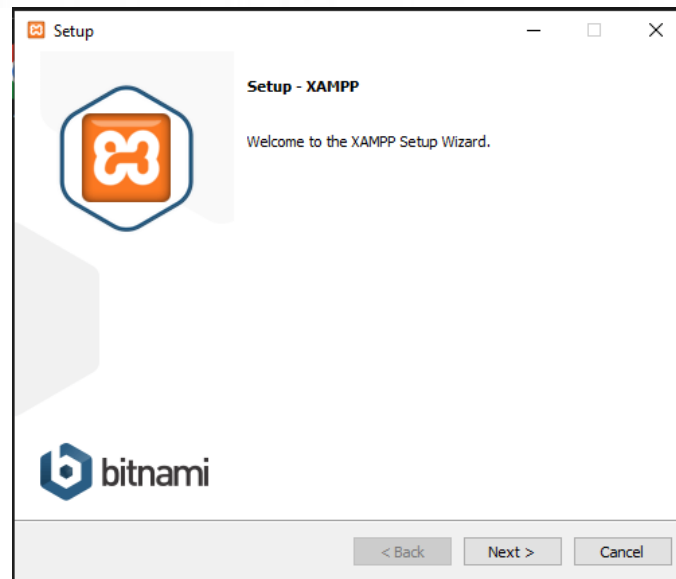 Setup
Setup - XAMPP
Welcome to the XAMPP Setup Wizard.
bitnami
< Back Next > Cancel